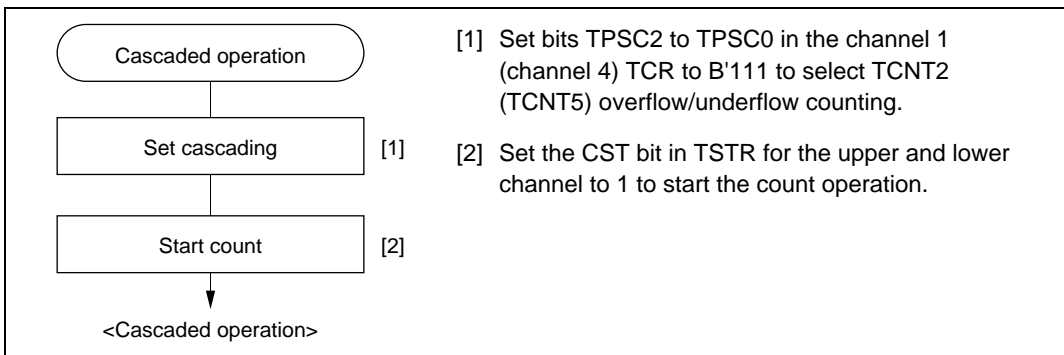 Cascaded operation
[1] Set bits TPSC2 to TPSC0 in the channel 1
(channel 4) TCR to B'111 to select TCNT2
(TCNT5) overflow/underflow counting.
Set cascading [1]
[2] Set the CST bit in TSTR for the upper and lower
channel to 1 to start the count operation.
Start count [2]
<Cascaded operation>